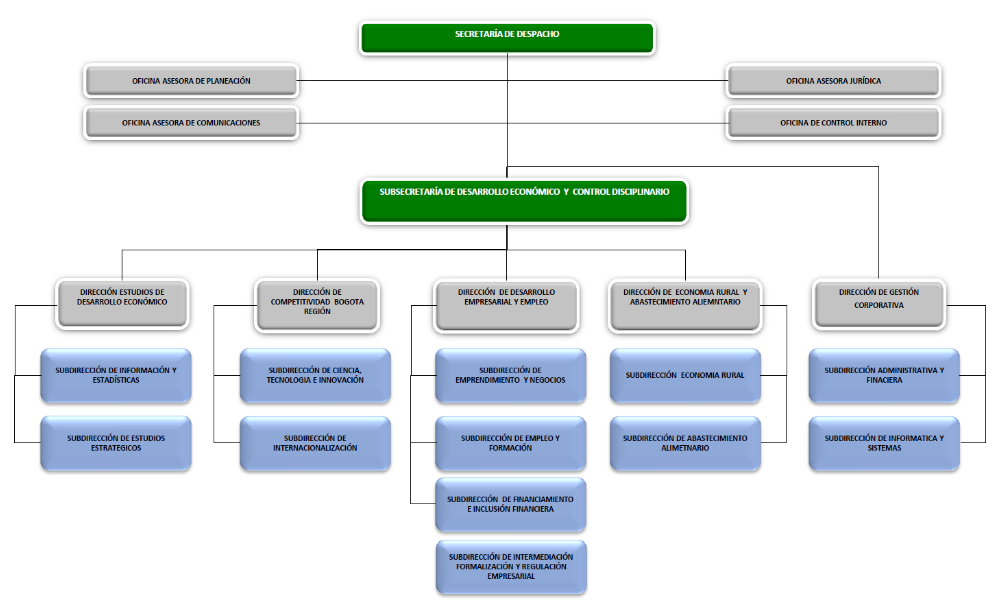 SECRETARÍA DE DESPACHO
OFICINA ASESORA DE PLANEACIÓN
OFICINA ASESORA JURÍDICA
OFICINA ASESORA DE COMUNICACIONES
OFICINA DE CONTROL INTERNO
SUBSECRETARÍA DE DESARROLLO ECONÓMICO Y CONTROL DISCIPLINARIO
DIRECCIÓN ESTUDIOS DE
DESARROLLO ECONÓMICO
DIRECCIÓN DE
COMPETITIVIDAD BOGOTA
REGIÓN
DIRECCIÓN DE DESARROLLO
EMPRESARIAL Y EMPLEO
DIRECCIÓN DE ECONOMIA RURAL Y
ABASTECIMIENTO ALIEMNTARIO
DIRECCIÓN DE GESTIÓN
CORPORATIVA
SUBDIRECCIÓN DE INFORMACIÓN Y
ESTADÍSTICAS
SUBDIRECCIÓN DE CIENCIA,
TECNOLOGIA E INNOVACIÓN
SUBDIRECCIÓN DE
EMPRENDIMIENTO Y NEGOCIOS
SUBDIRECCIÓN ECONOMIA RURAL
SUBDIRECCIÓN ADMINISTRATIVA Y
FINACIERA
SUBDIRECCIÓN DE ESTUDIOS
ESTRATEGICOS
SUBDIRECCIÓN DE
INTERNACIONALIZACIÓN
SUBDIRECCIÓN DE EMPLEO Y
FORMACIÓN
SUBDIRECCIÓN DE ABASTECIMIENTO
ALIMETNARIO
SUBDIRECCIÓN DE INFORMATICA Y
SISTEMAS
SUBDIRECCIÓN DE FINANCIAMIENTO
E INCLUSIÓN FINANCIERA
SUBDIRECCIÓN DE INTERMEDIACIÓN
FORMALIZACIÓN Y REGULACIÓN
EMPRESARIAL